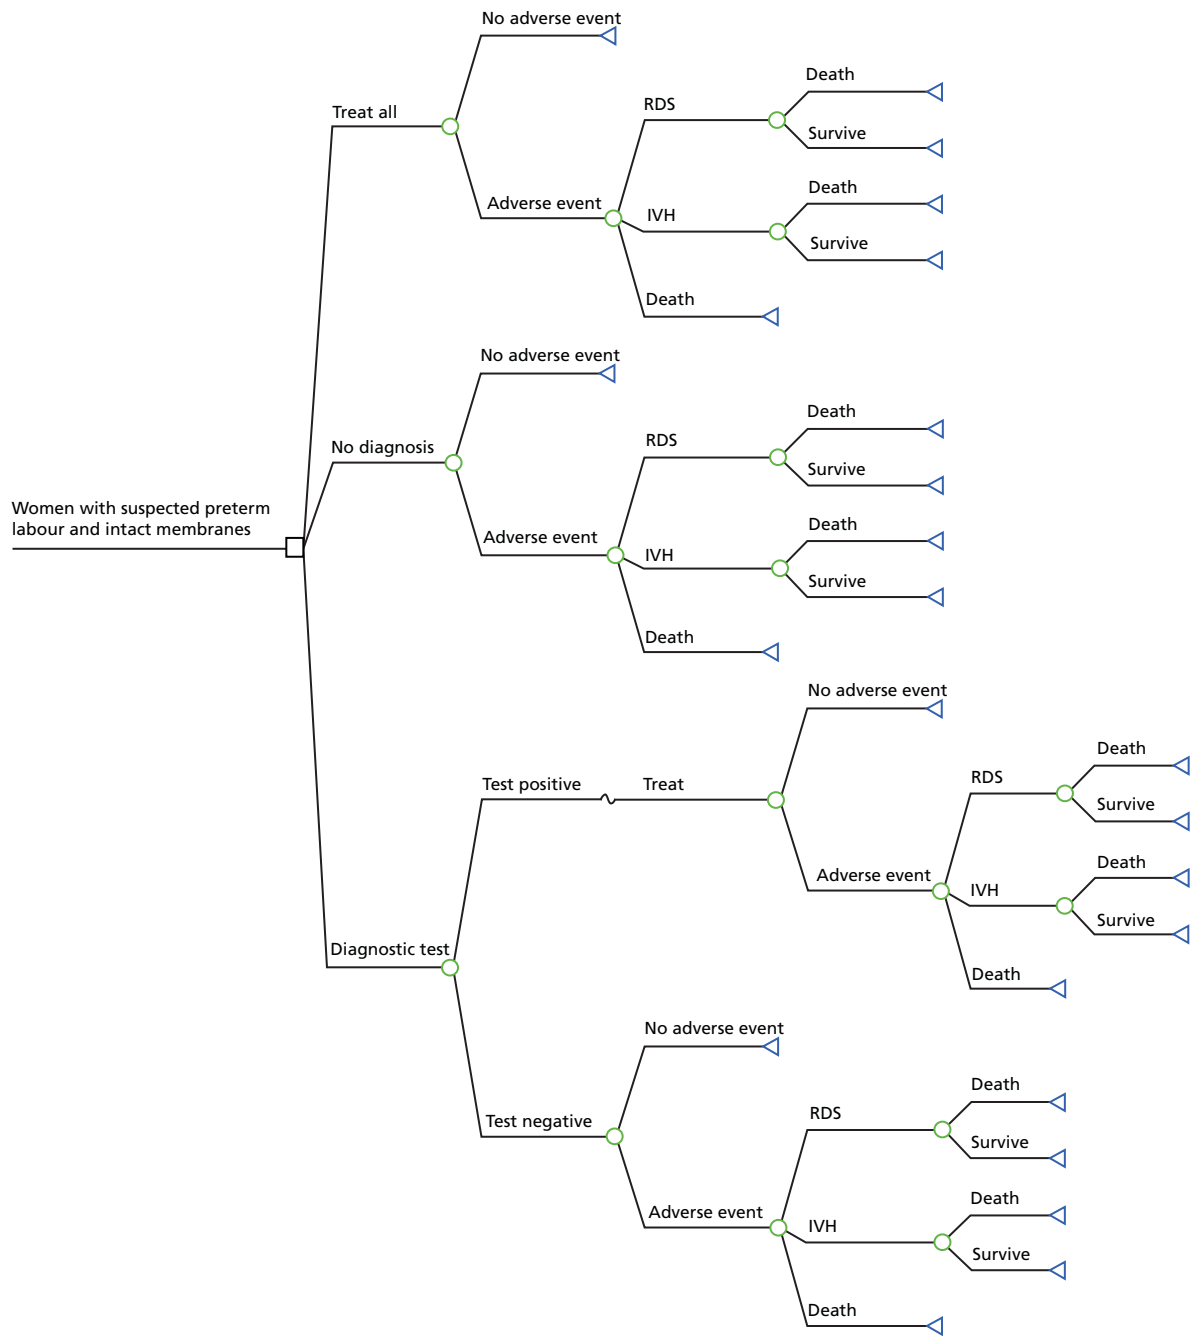 No adverse event
Death
RDS
Treat all
Survive
Death
Adverse event
IVH
Survive
Death
No adverse event
Death
RDS
No diagnosis
Survive
Women with suspected preterm
labour and intact membranes
Death
Adverse event
IVH
Survive
Death
No adverse event
Death
RDS
Test positive
Treat
Survive
Death
Adverse event
IVH
Survive
Diagnostic test
Death
No adverse event
Death
RDS
Test negative
Survive
Death
Adverse event
IVH
Survive
Death